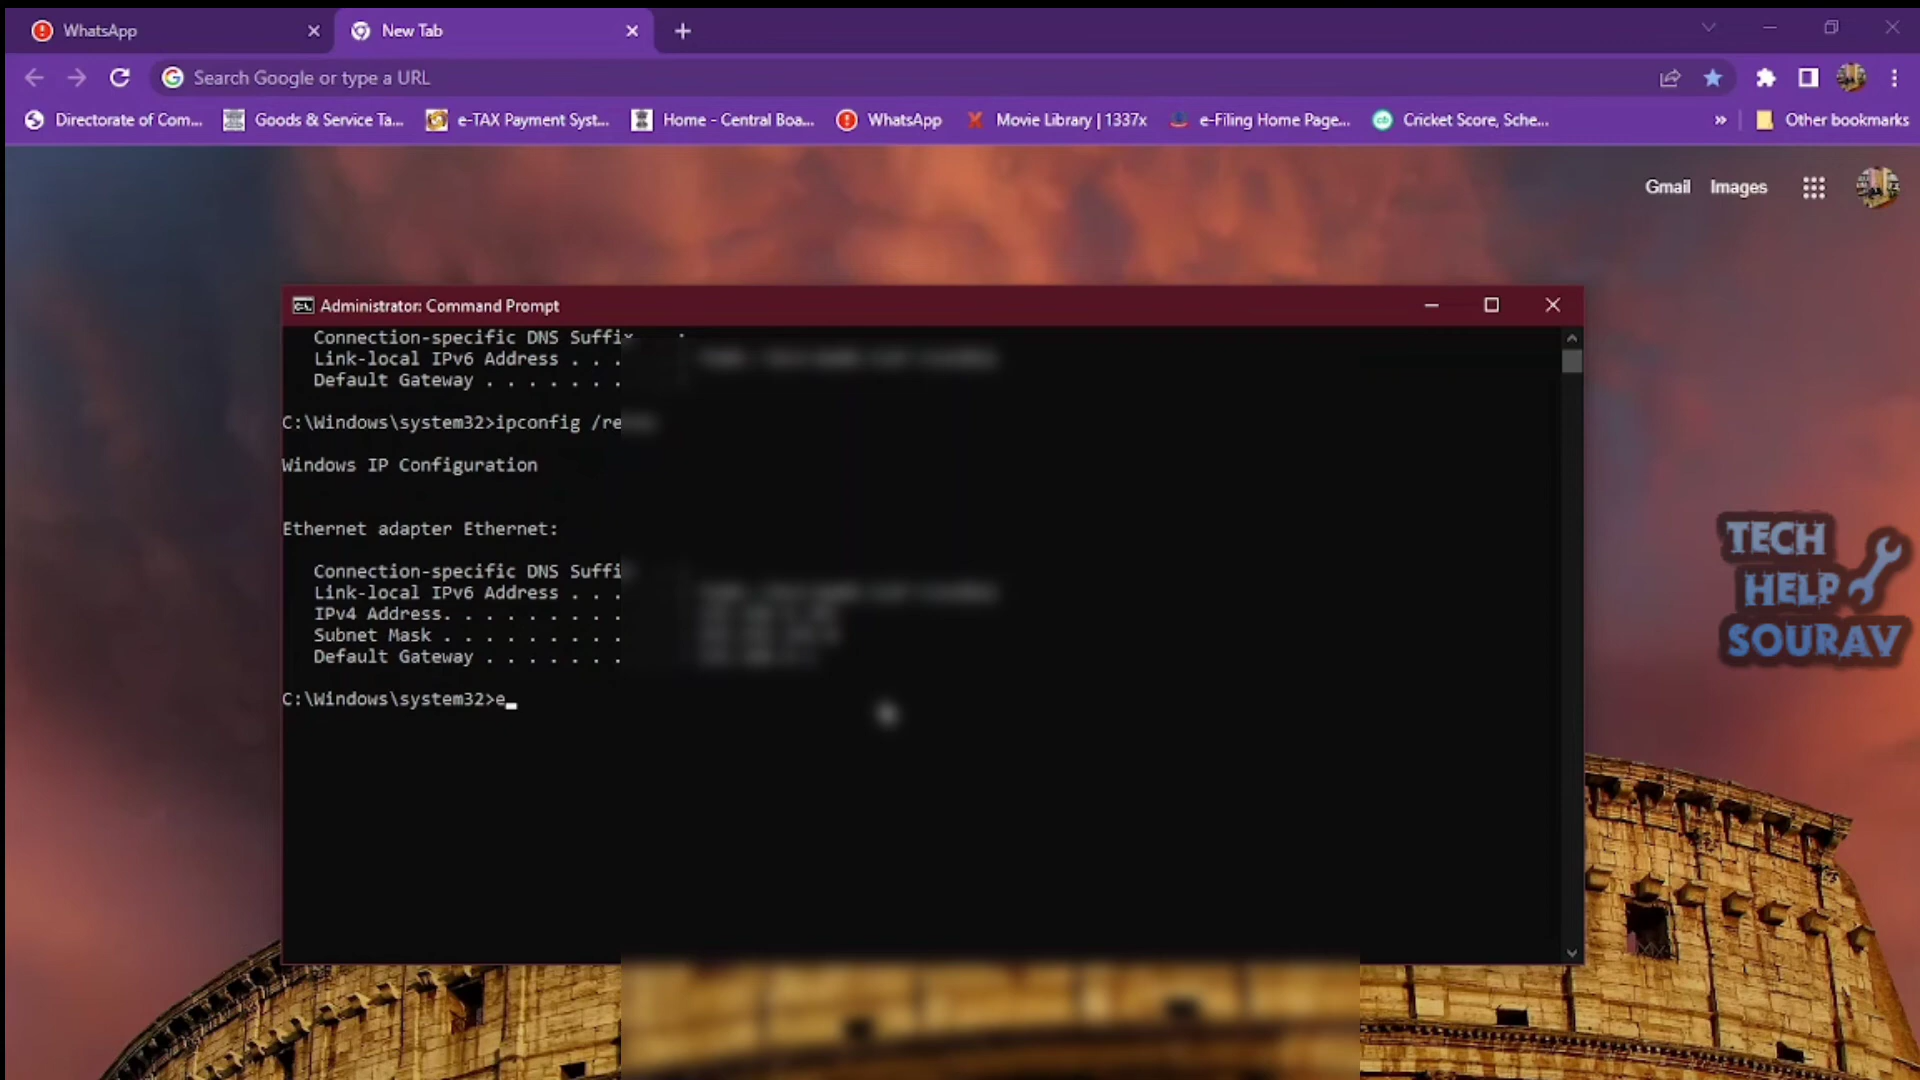 WhatsApp
New Tab
Search Google or type a URL
Directorate of Com...
Goods & Service Ta...
e-TAX Payment Syst...
Home - Central Boa...
WhatsApp
Movie Library | 1337x
e-Filing Home Page...
Cricket Score, Sche...
»
Other bookmarks
Gmail
Images
Administrator: Command Prompt
Connection-specific DNS Suffix  .
Link-local IPv6 Address . . .
Default Gateway . . . . . . .
C:\Windows\system32>ipconfig /re
Windows IP Configuration
Ethernet adapter Ethernet:
Connection-specific DNS Suffi
Link-local IPv6 Address . . .
IPv4 Address. . . . . . . . .
Subnet Mask . . . . . . . . .
Default Gateway . . . . . . .
C:\Windows\system32>e_
TECH
HELP
SOURAV